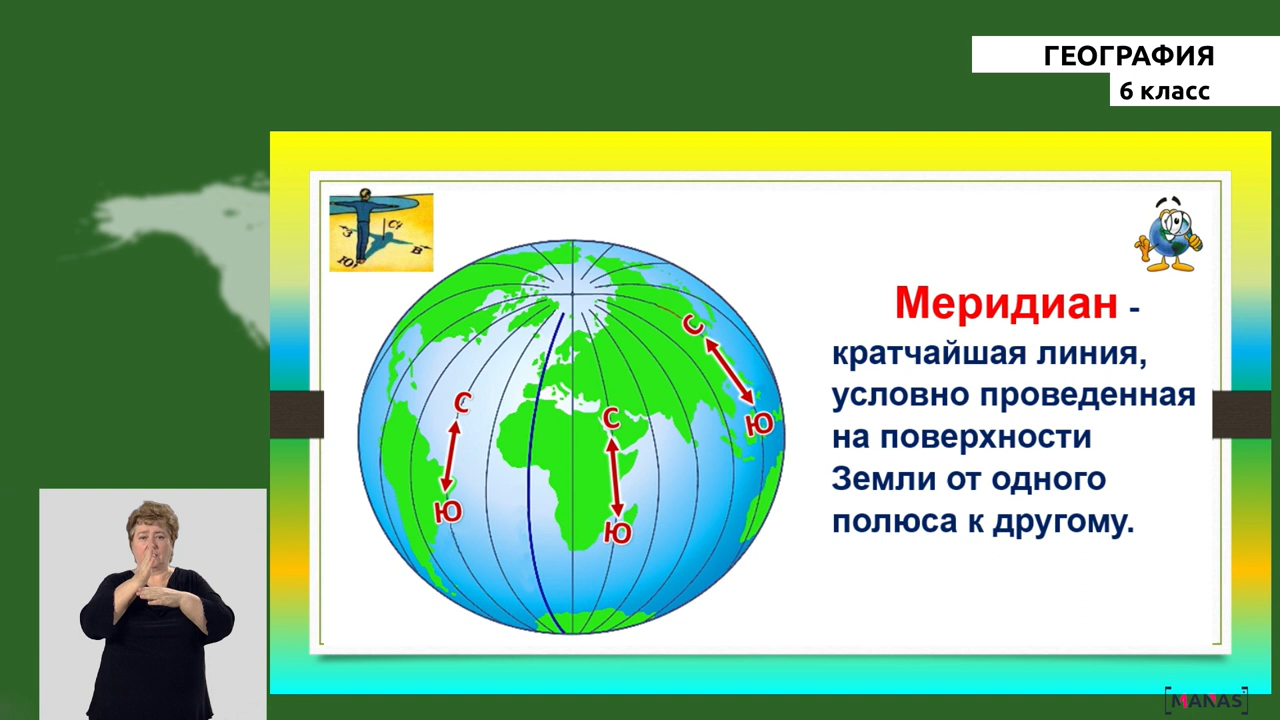 ГЕОГРАФИЯ
6 класс
Меридиан -
кратчайшая линия,
условно проведенная
на поверхности
Земли от одного
полюса к другому.
С
С
С
Ю
Ю
Ю
З
В
Ю
[MANAS]